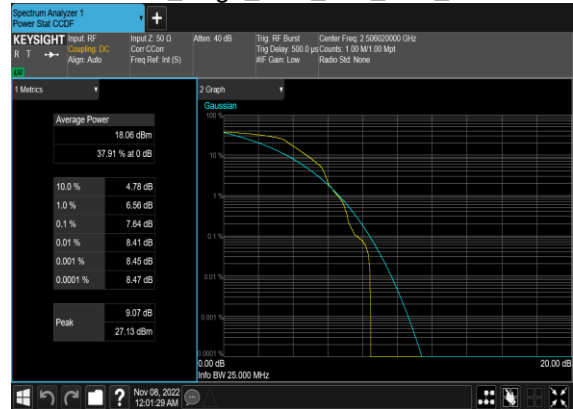 Spectrum Analyzer 1
Power Stat CCDF
KEYSIGHT
R T
LXI
Input: RF
Coupling: DC
Align: Auto
Input Z: 50 Ω
Corr CCorr
Freq Ref: Int (S)
Atten: 40 dB
Trig: RF Burst
Trig Delay: 500.0 µs
#IF Gain: Low
Center Freq: 2.506020000 GHz
Counts: 1.00 M/1.00 Mpt
Radio Std: None
1 Metrics
Average Power
18.06 dBm
37.91 % at 0 dB
10.0 % 4.78 dB
1.0 % 6.56 dB
0.1 % 7.64 dB
0.01 % 8.41 dB
0.001 % 8.45 dB
0.0001 % 8.47 dB
Peak
9.07 dB
27.13 dBm
2 Graph
Gaussian
100 %
10 %
1 %
0.1 %
0.01 %
0.001 %
0.0001 %
0.00 dB
20.00 dB
Info BW 25.000 MHz
?
Nov 08, 2022
12:01:29 AM